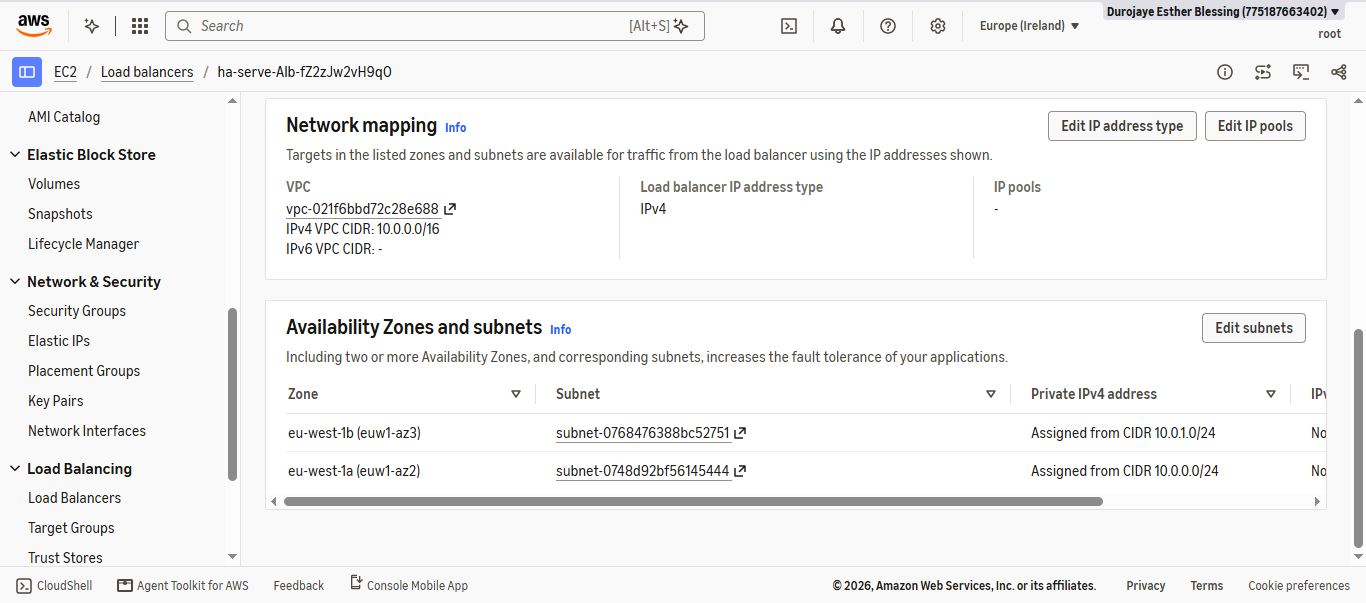 aws
Search [Alt+S]
Europe (Ireland)
Durojaye Esther Blessing (775187663402)
root
EC2 / Load balancers / ha-serve-Alb-fZ2zJw2vH9qO
AMI Catalog
Elastic Block Store
Volumes
Snapshots
Lifecycle Manager
Network & Security
Security Groups
Elastic IPs
Placement Groups
Key Pairs
Network Interfaces
Load Balancing
Load Balancers
Target Groups
Trust Stores
Network mapping Info
Edit IP address type Edit IP pools
Targets in the listed zones and subnets are available for traffic from the load balancer using the IP addresses shown.
VPC
vpc-021f6bbd72c28e688
IPv4 VPC CIDR: 10.0.0.0/16
IPv6 VPC CIDR: -
Load balancer IP address type
IPv4
IP pools
-
Availability Zones and subnets Info
Edit subnets
Including two or more Availability Zones, and corresponding subnets, increases the fault tolerance of your applications.
Zone Subnet Private IPv4 address IPv
eu-west-1b (euw1-az3) subnet-0768476388bc52751 Assigned from CIDR 10.0.1.0/24 No
eu-west-1a (euw1-az2) subnet-0748d92bf56145444 Assigned from CIDR 10.0.0.0/24 No
CloudShell Agent Toolkit for AWS Feedback Console Mobile App
© 2026, Amazon Web Services, Inc. or its affiliates. Privacy Terms Cookie preferences